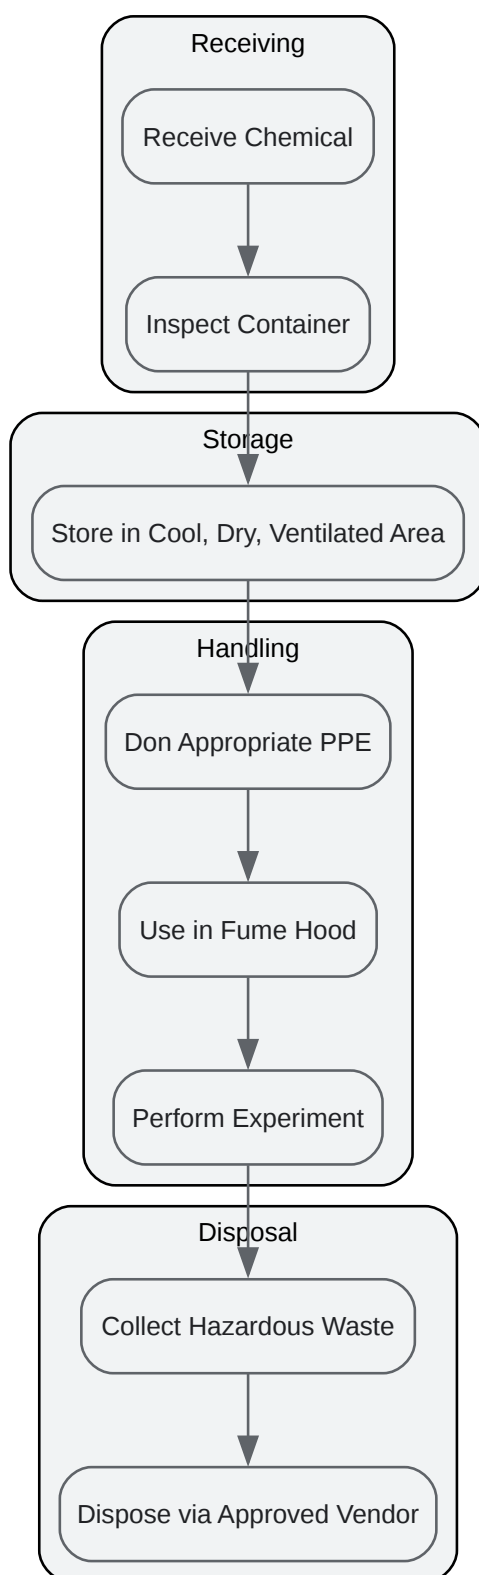 Receiving
Receive Chemical
Inspect Container
Storage
Store in Cool, Dry, Ventilated Area
Handling
Don Appropriate PPE
Use in Fume Hood
Perform Experiment
Disposal
Collect Hazardous Waste
Dispose via Approved Vendor